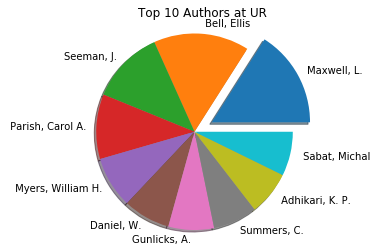 Top 10 Authors at UR
Bell, Ellis
Maxwell, L.
Seeman, J.
Parish, Carol A.
Myers, William H.
Daniel, W.
Gunlicks, A.
Summers, C.
Adhikari, K. P.
Sabat, Michal